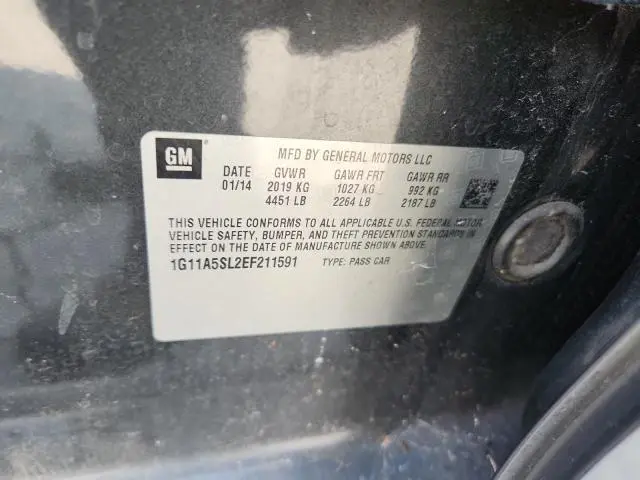 GM
MFD BY GENERAL MOTORS LLC
DATE GVWR GAWR FRT GAWR RR
01/14 2019 KG 1027 KG 992 KG
4451 LB 2264 LB 2187 LB
THIS VEHICLE CONFORMS TO ALL APPLICABLE U.S. FEDERAL MOTOR
VEHICLE SAFETY, BUMPER, AND THEFT PREVENTION STANDARDS IN
EFFECT ON THE DATE OF MANUFACTURE SHOWN ABOVE.
1G11A5SL2EF211591 TYPE: PASS CAR